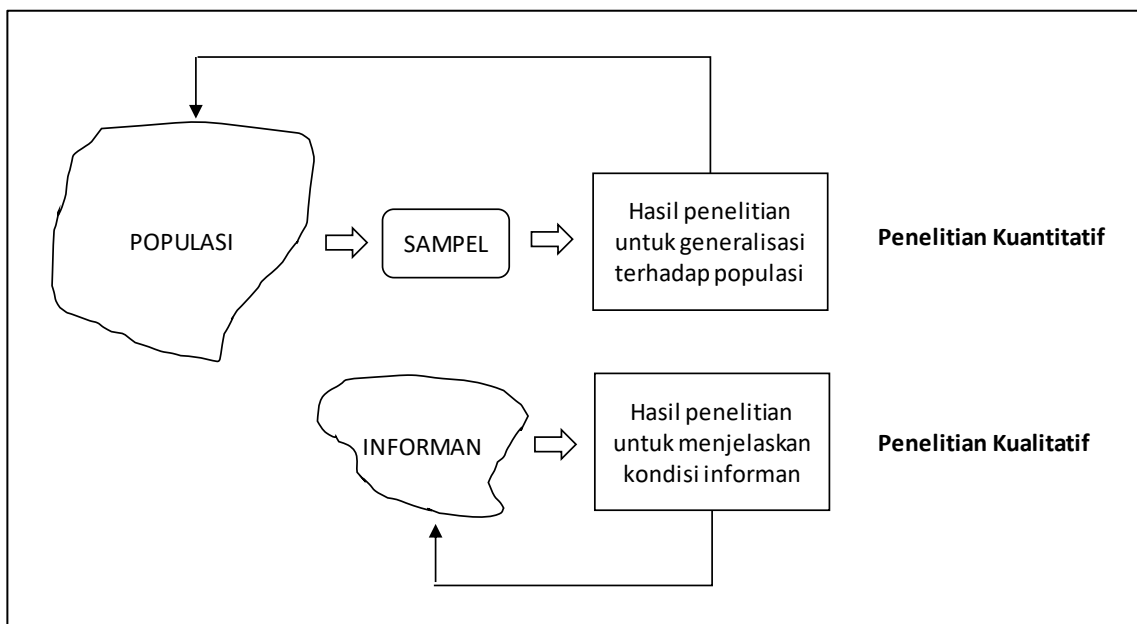 POPULASI
SAMPEL
Hasil penelitian
untuk generalisasi
terhadap populasi
Penelitian Kuantitatif
INFORMAN
Hasil penelitian
untuk menjelaskan
kondisi informan
Penelitian Kualitatif